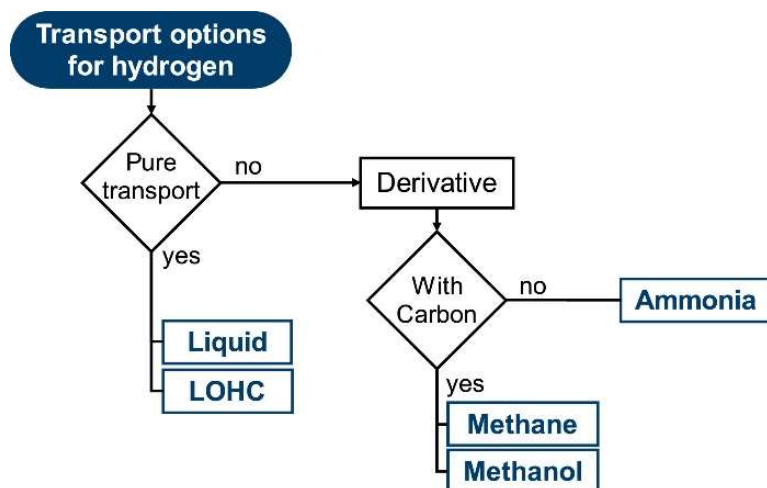 Transport options
for hydrogen
Pure
transport
no
Derivative
yes
With
Carbon
no
Ammonia
Liquid
LOHC
yes
Methane
Methanol